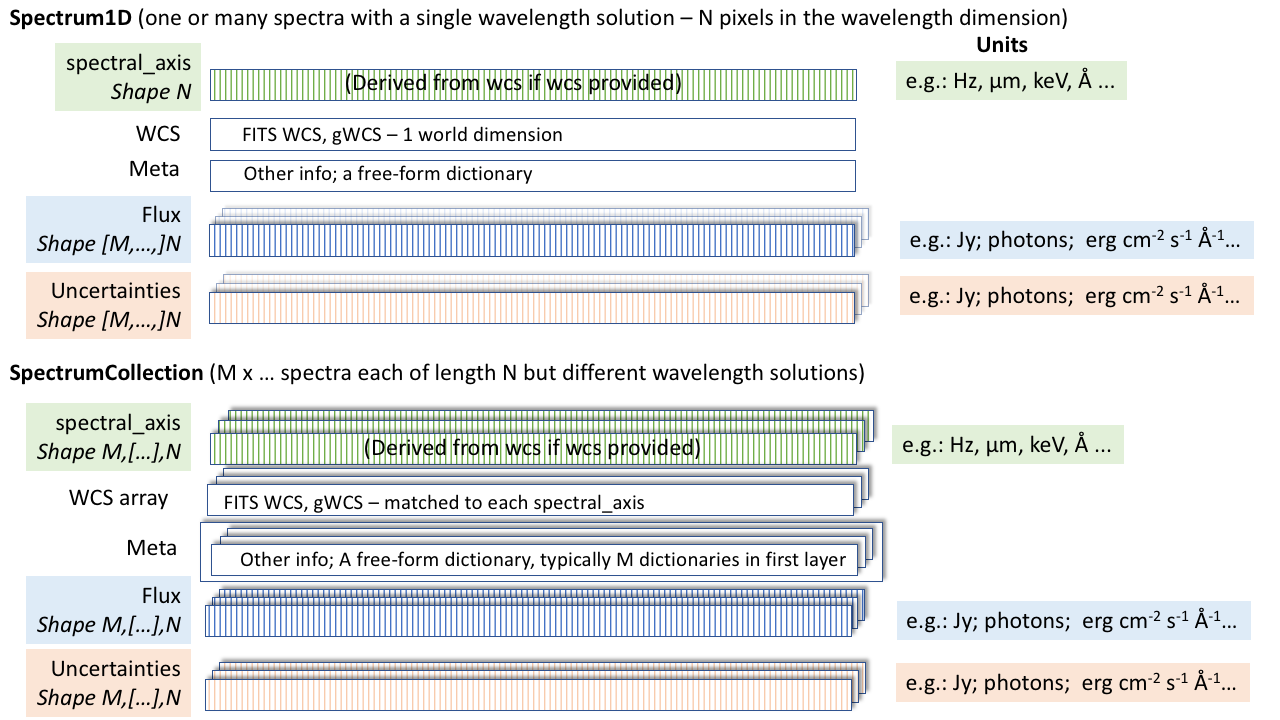 Spectrum1D (one or many spectra with a single wavelength solution – N pixels in the wavelength dimension)
Units
spectral_axis
Shape N
(Derived from wcs if wcs provided)
e.g.: Hz, μm, keV, Å ...
WCS
FITS WCS, gWCS – 1 world dimension
Meta
Other info; a free-form dictionary
Flux
Shape [M,…,]N
e.g.: Jy; photons; erg cm-2 s-1 Å-1…
Uncertainties
Shape [M,…,]N
e.g.: Jy; photons; erg cm-2 s-1 Å-1…
SpectrumCollection (M x … spectra each of length N but different wavelength solutions)
spectral_axis
Shape M,[…],N
(Derived from wcs if wcs provided)
e.g.: Hz, μm, keV, Å ...
WCS array
FITS WCS, gWCS – matched to each spectral_axis
Meta
Other info; A free-form dictionary, typically M dictionaries in first layer
Flux
Shape M,[…],N
e.g.: Jy; photons; erg cm-2 s-1 Å-1…
Uncertainties
Shape M,[…],N
e.g.: Jy; photons; erg cm-2 s-1 Å-1…